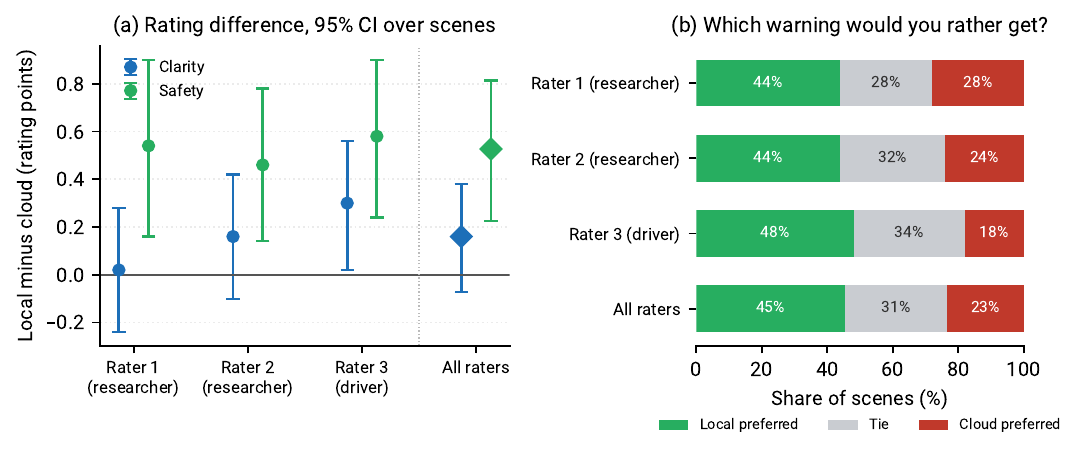 (a) Rating difference, 95% CI over scenes
Local minus cloud (rating points)
0.8
0.6
0.4
0.2
0.0
−0.2
Clarity
Safety
Rater 1
(researcher)
Rater 2
(researcher)
Rater 3
(driver)
All raters
(b) Which warning would you rather get?
Rater 1 (researcher)
44%
28%
28%
Rater 2 (researcher)
44%
32%
24%
Rater 3 (driver)
48%
34%
18%
All raters
45%
31%
23%
0
20
40
60
80
100
Share of scenes (%)
Local preferred
Tie
Cloud preferred